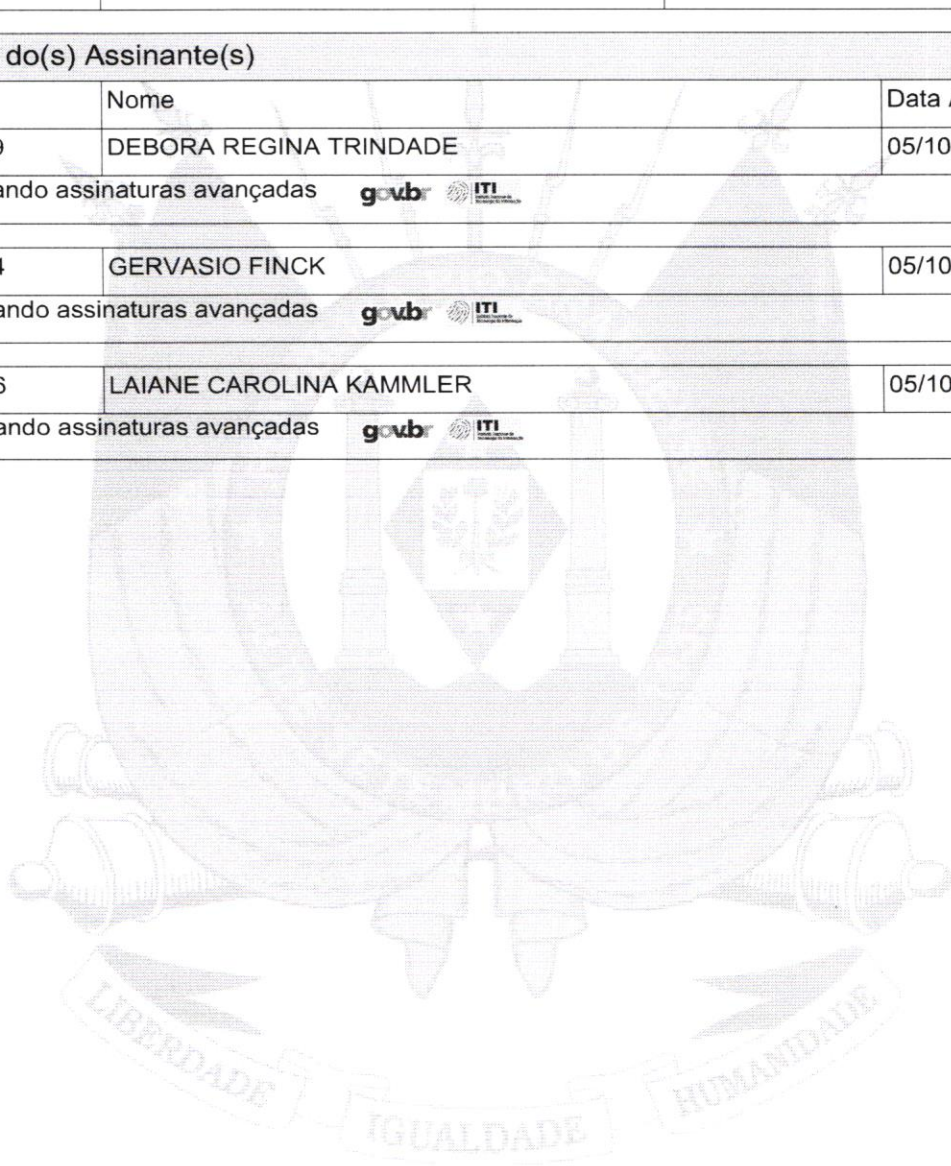 do(s) Assinante(s)
Nome Data
9 DEBORA REGINA TRINDADE 05/10
ando assinaturas avançadas gov.br ITI
4 GERVASIO FINCK 05/10
ando assinaturas avançadas gov.br ITI
6 LAIANE CAROLINA KAMMLER 05/10
ando assinaturas avançadas gov.br ITI
LIBERDADE
IGUALDADE
HUMANIDADE